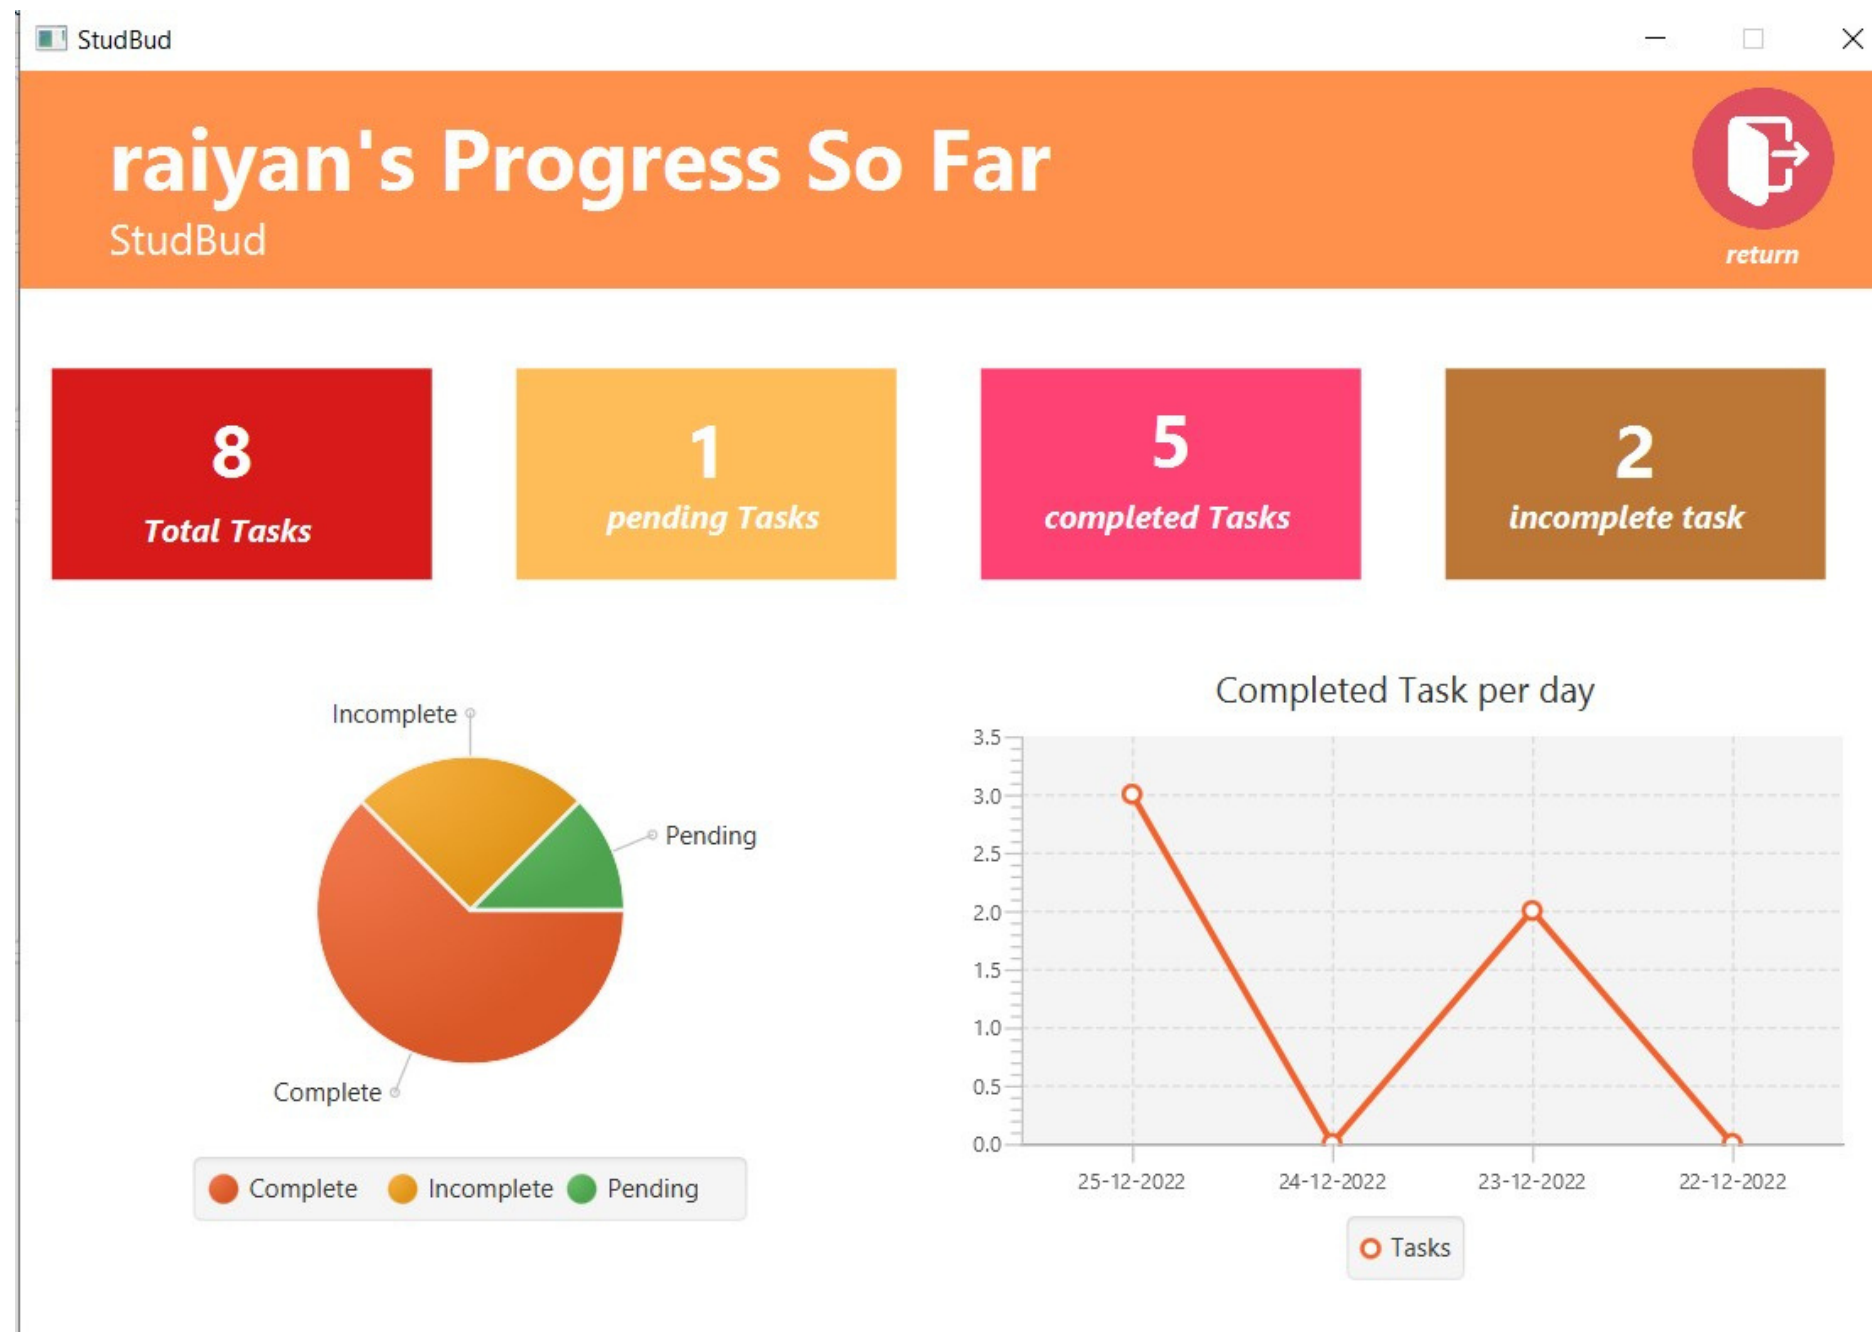 StudBud
raiyan's Progress So Far
StudBud
return
8
Total Tasks
1
pending Tasks
5
completed Tasks
2
incomplete task
Incomplete
Pending
Complete
Complete Incomplete Pending
Completed Task per day
3.5
3.0
2.5
2.0
1.5
1.0
0.5
0.0
25-12-2022 24-12-2022 23-12-2022 22-12-2022
Tasks